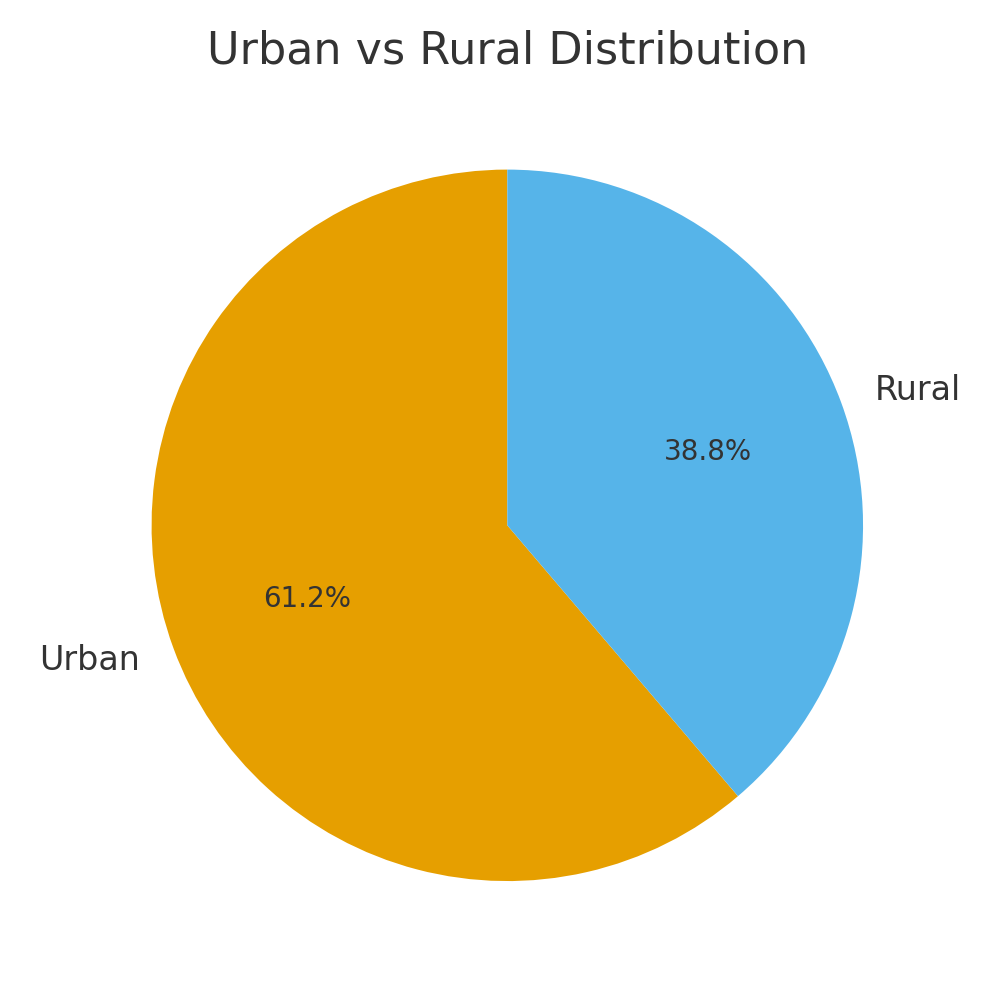 Urban vs Rural Distribution
Rural
38.8%
61.2%
Urban